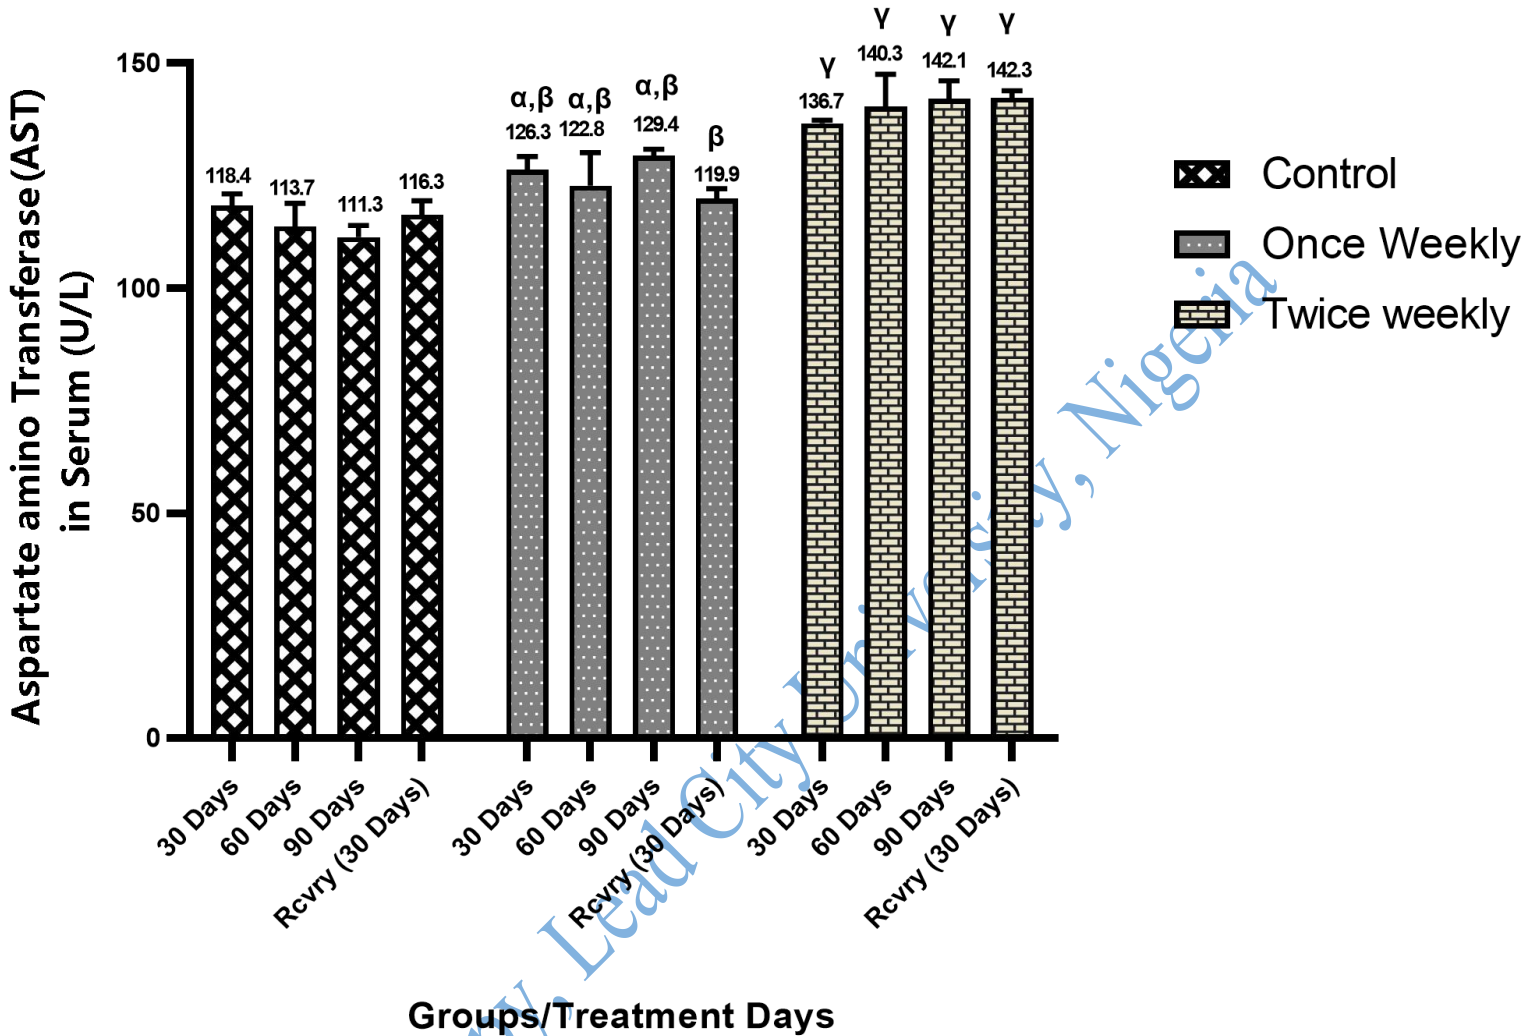 Aspartate amino Transferase(AST)
in Serum (U/L)
150
100
50
0
118.4
113.7
111.3
116.3
α,β
126.3
α,β
122.8
α,β
129.4
β
119.9
γ
136.7
γ
140.3
γ
142.1
γ
142.3
30 Days
60 Days
90 Days
Rcvry (30 Days)
30 Days
60 Days
90 Days
Rcvry (30 Days)
30 Days
60 Days
90 Days
Rcvry (30 Days)
Groups/Treatment Days
Control
Once Weekly
Twice weekly
, Lead City University, Nigeria